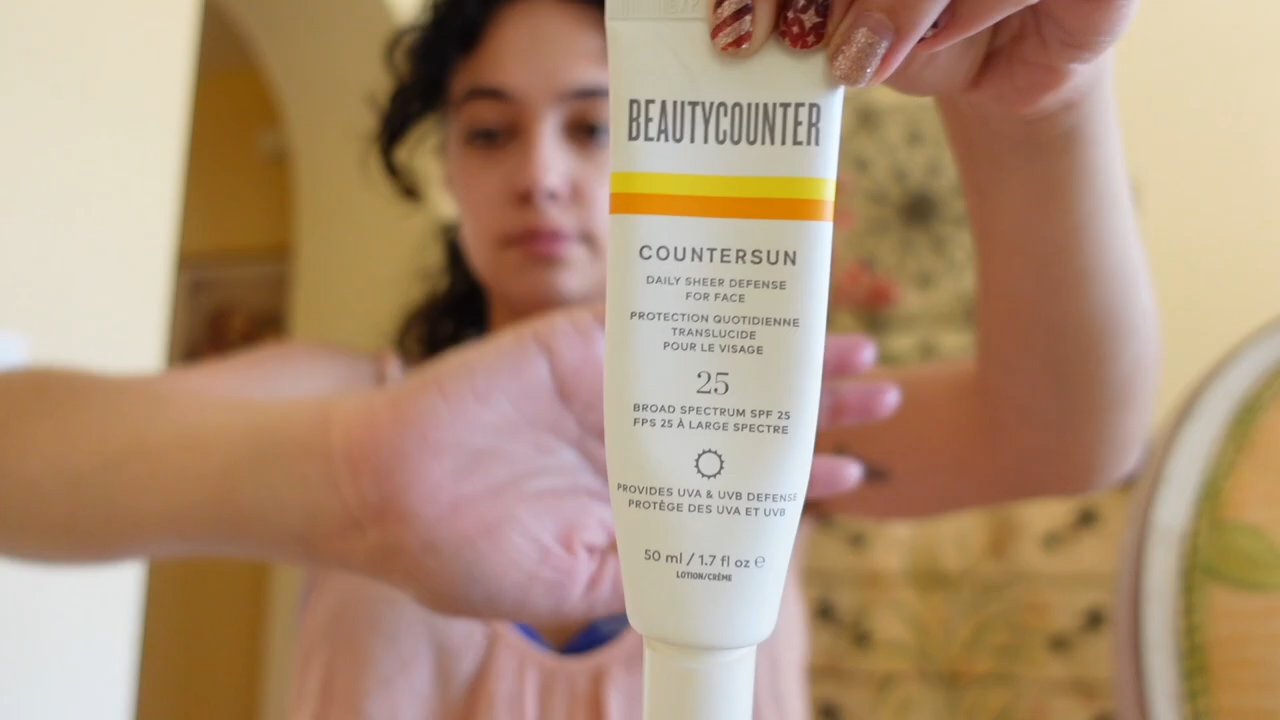 BEAUTYCOUNTER
COUNTERSUN
DAILY SHEER DEFENSE
FOR FACE
PROTECTION QUOTIDIENNE
TRANSLUCIDE
POUR LE VISAGE
25
BROAD SPECTRUM SPF 25
FPS 25 À LARGE SPECTRE
PROVIDES UVA & UVB DEFENSE
PROTÈGE DES UVA ET UVB
50 ml / 1.7 fl oz ℮
LOTION/CRÈME